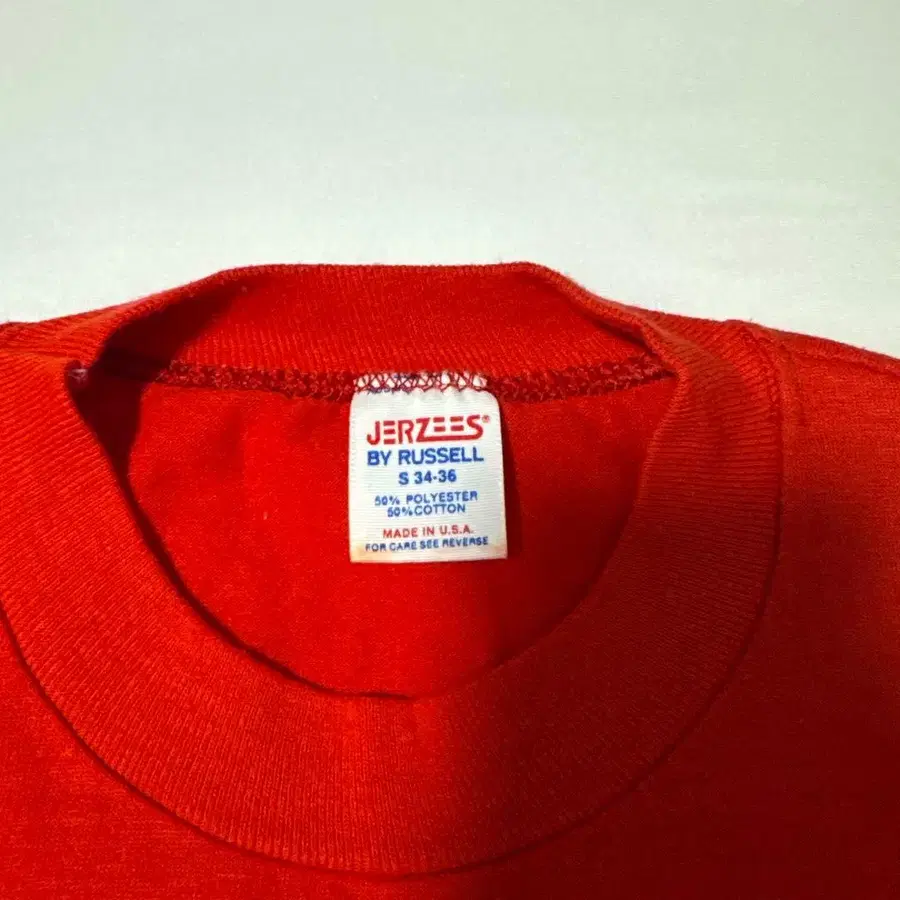 JERZEES®
BY RUSSELL
S 34-36
50% POLYESTER
50% COTTON
MADE IN U.S.A.
FOR CARE SEE REVERSE